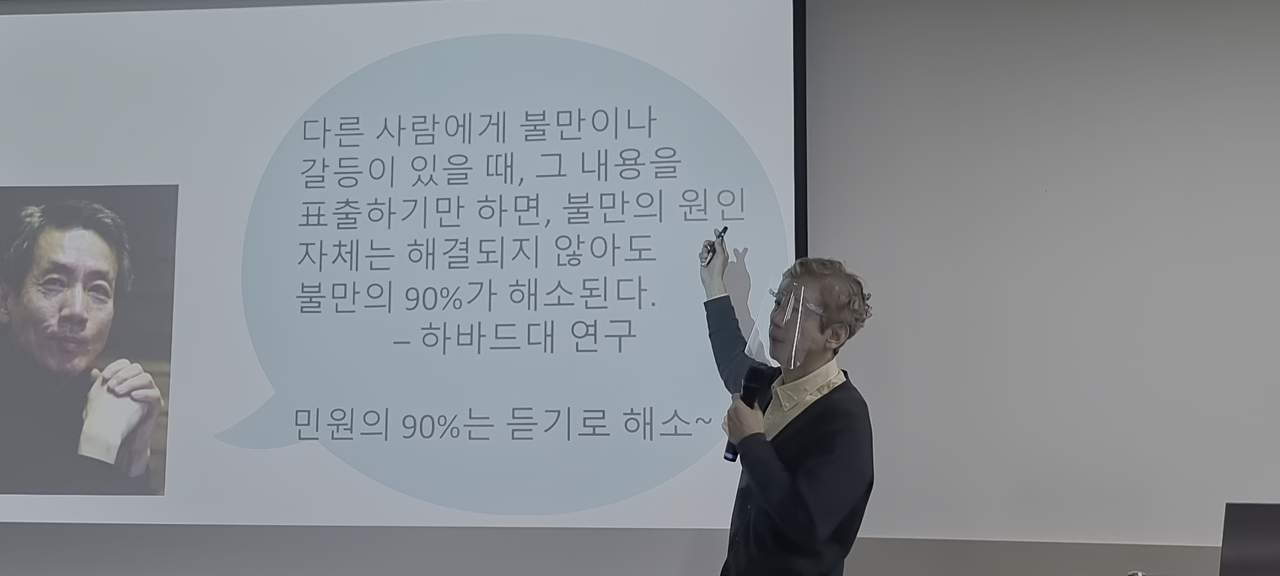 다른 사람에게 불만이나
갈등이 있을 때, 그 내용을
표출하기만 하면, 불만의 원인
자체는 해결되지 않아도
불만의 90%가 해소된다.
– 하바드대 연구
민원의 90%는 듣기로 해소~